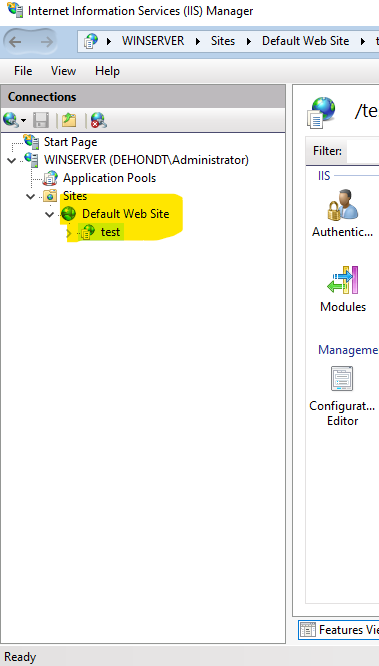 Internet Information Services (IIS) Manager
WINSERVER Sites Default Web Site
File View Help
Connections
Start Page
WINSERVER (DEHONDT\Administrator)
Application Pools
Sites
Default Web Site
test
Ready
/te
Filter:
IIS
Authentic...
Modules
Manageme
Configurat...
Editor
Features Vie